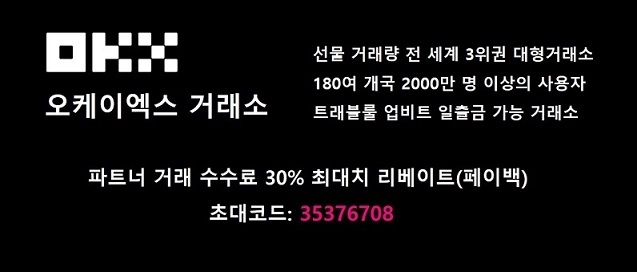 OKX
오케이엑스 거래소
선물 거래량 전 세계 3위권 대형거래소
180여 개국 2000만 명 이상의 사용자
트래블룰 업비트 입출금 가능 거래소
파트너 거래 수수료 30% 최대치 리베이트(페이백)
초대코드: 35376708